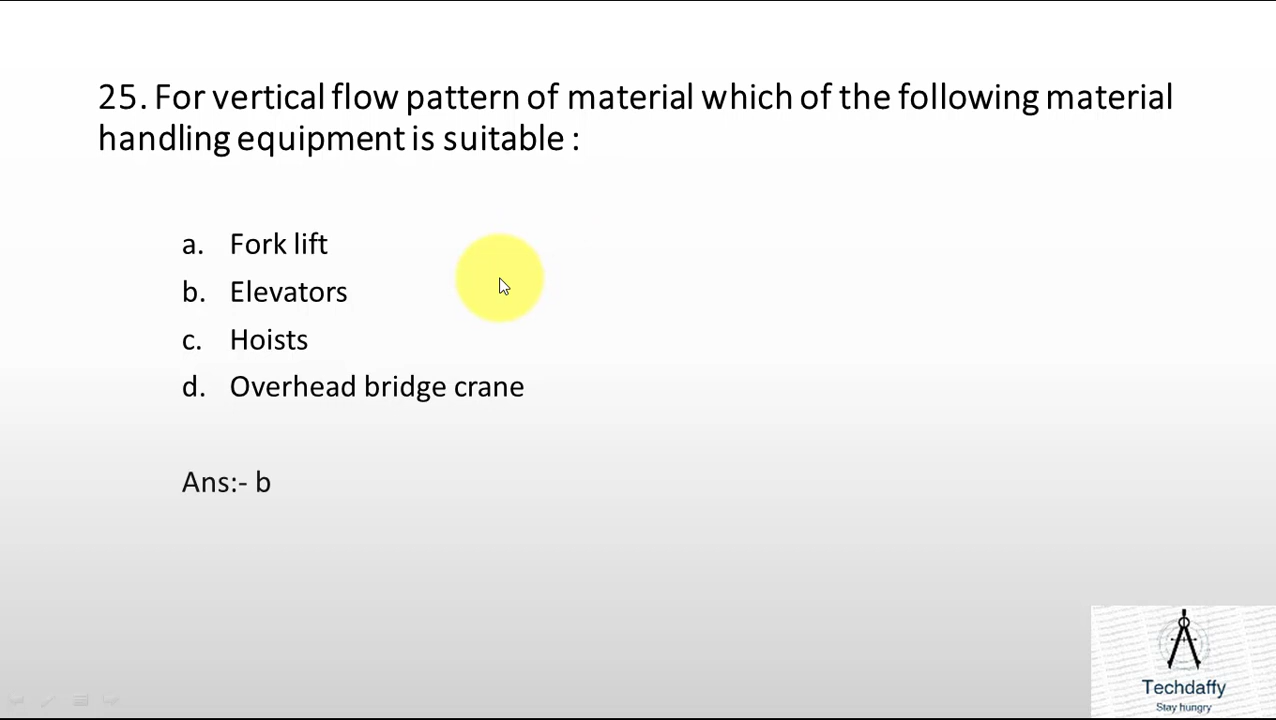 25. For vertical flow pattern of material which of the following material
handling equipment is suitable :
a. Fork lift
b. Elevators
c. Hoists
d. Overhead bridge crane
Ans:- b
Techdaffy
Stay hungry